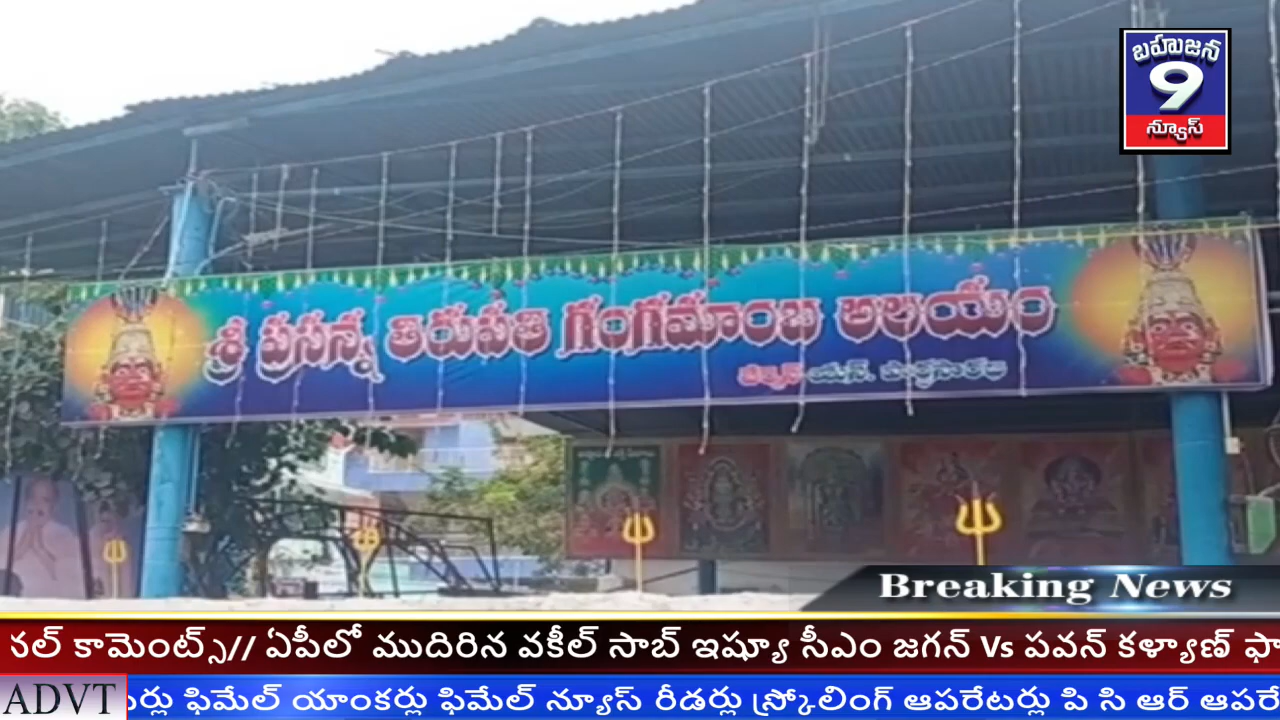 బహుజన
9
న్యూస్
శ్రీ ప్రసన్న తిరుపతి గంగమాంబ ఆలయం
Breaking News
నల్ కామెంట్స్// ఏపీలో ముదిరిన వకీల్ సాబ్ ఇష్యూ సీఎం జగన్ Vs పవన్ కళ్యాణ్ ఫా
ADVT
ర్లు ఫిమేల్ యాంకర్లు ఫిమేల్ న్యూస్ రీడర్లు స్క్రోలింగ్ ఆపరేటర్లు పి సి ఆర్ ఆపరే